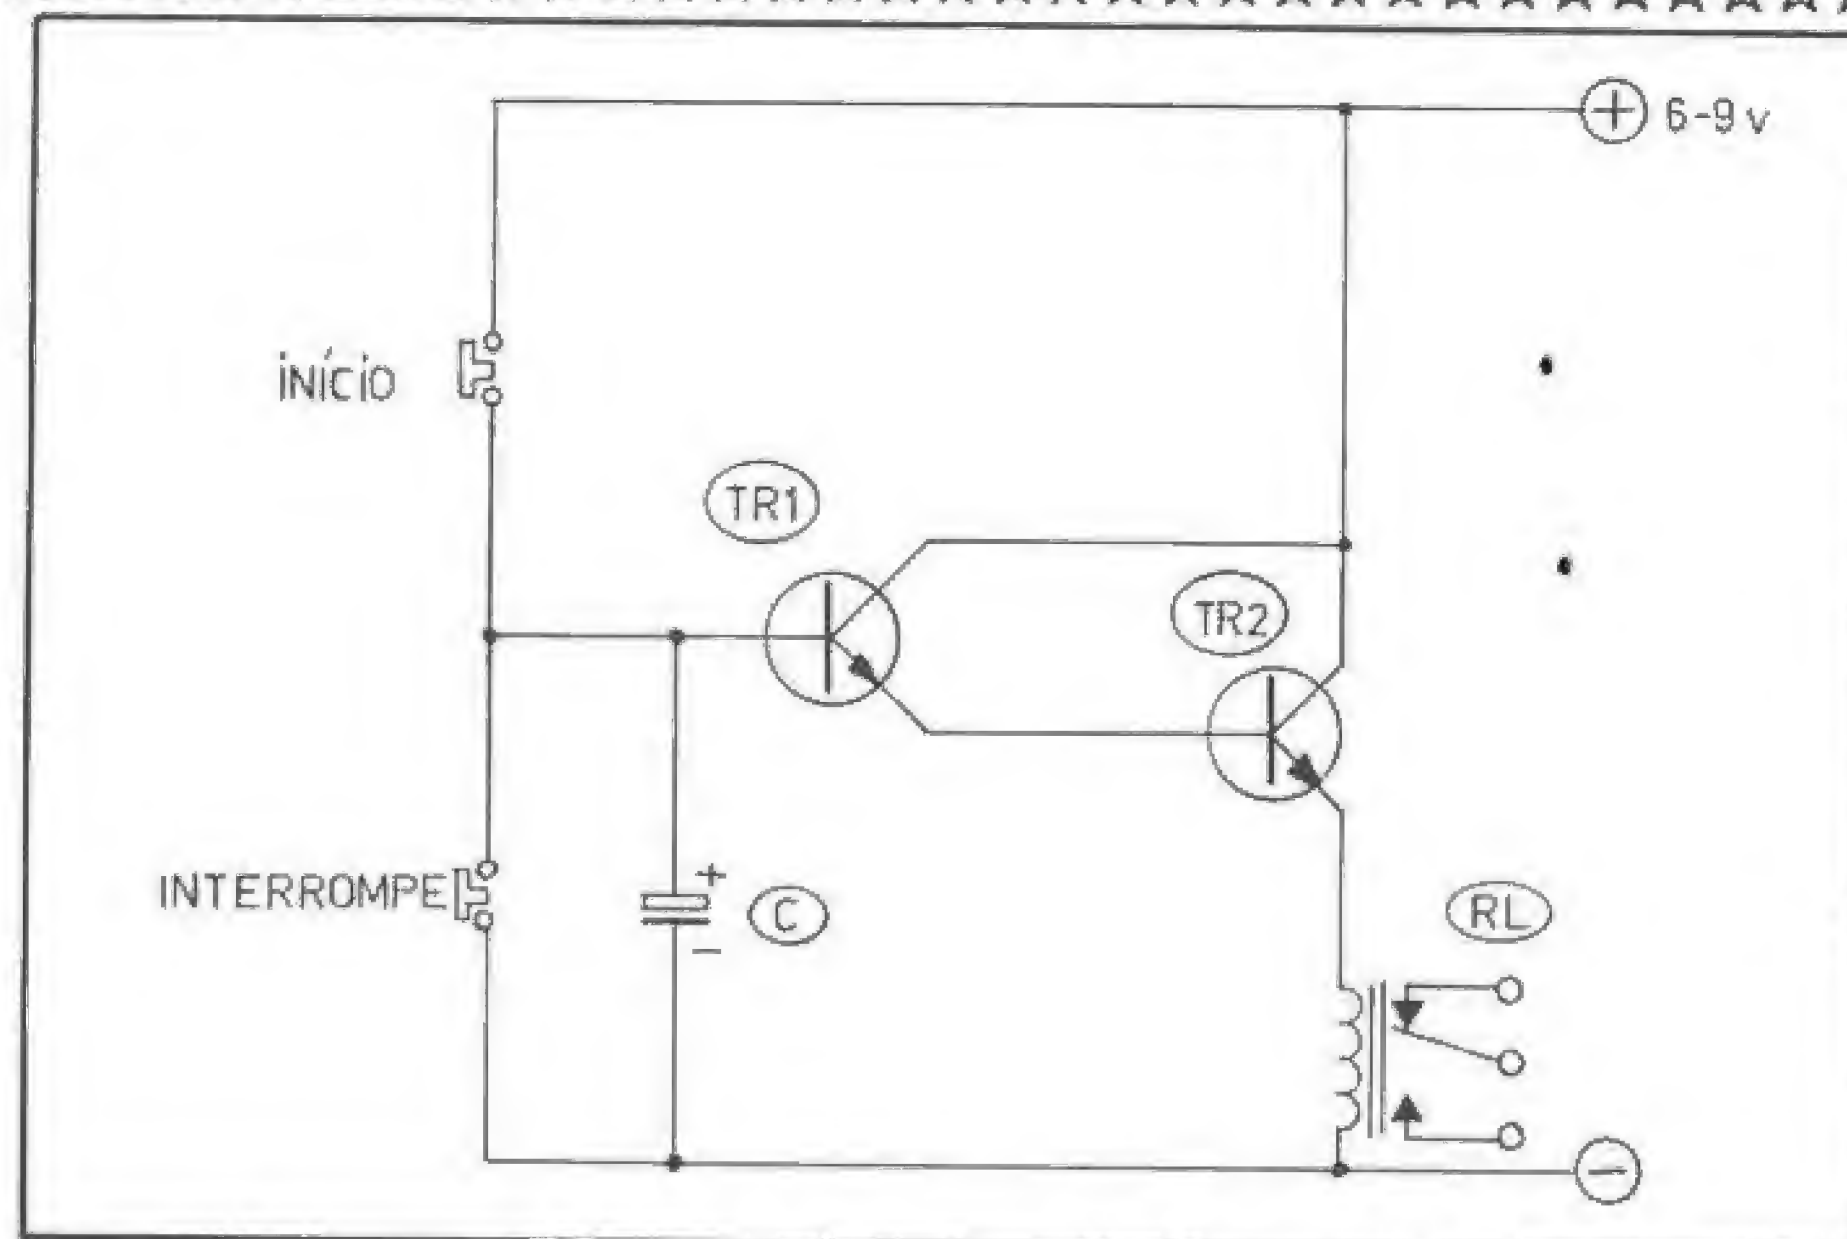 + 6-9 v
INÍCIO
TR1
TR2
INTERROMPE
+
C
−
RL
−